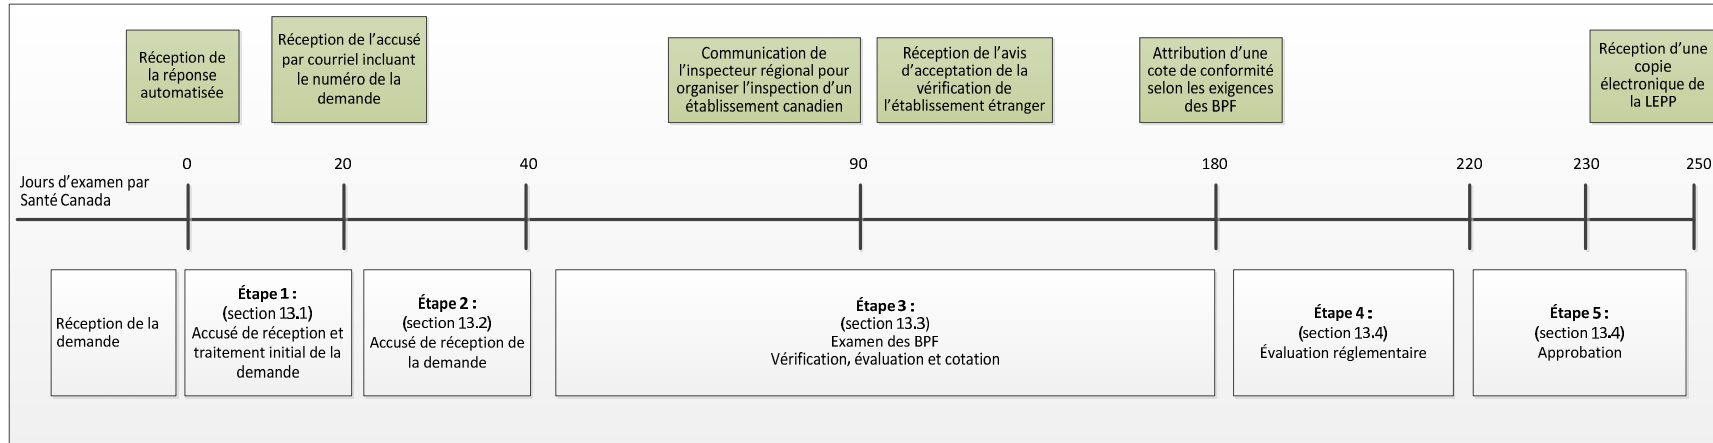 Réception de
la réponse
automatisée
Réception de l'accusé
par courriel incluant
le numéro de la
demande
Communication de
l'inspecteur régional pour
organiser l'inspection d'un
établissement canadien
Réception de l'avis
d'acceptation de la
vérification de
l'établissement étranger
Attribution d'une
cote de conformité
selon les exigences
des BPF
Réception d'une
copie
électronique de
la LEPP
0
20
40
90
180
220
230
250
Jours d'examen par
Santé Canada
Réception de la
demande
Étape 1 :
(section 13.1)
Accusé de réception et
traitement initial de la
demande
Étape 2 :
(section 13.2)
Accusé de réception de
la demande
Étape 3 :
(section 13.3)
Examen des BPF
Vérification, évaluation et cotation
Étape 4 :
(section 13.4)
Évaluation réglementaire
Étape 5 :
(section 13.4)
Approbation